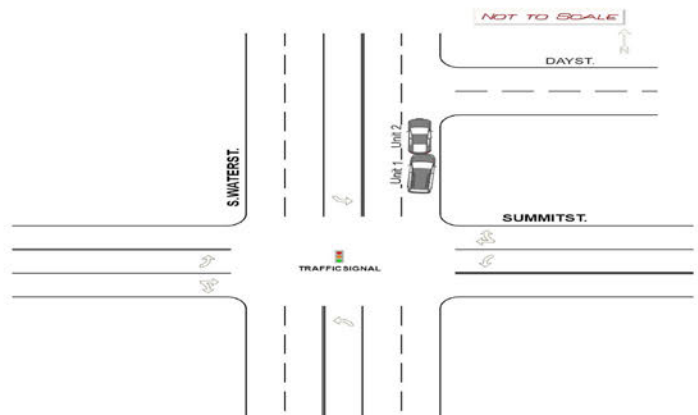 NOT TO SCALE
N
DAY ST.
S.WATER ST.
Unit 1
Unit 2
SUMMIT ST.
TRAFFIC SIGNAL